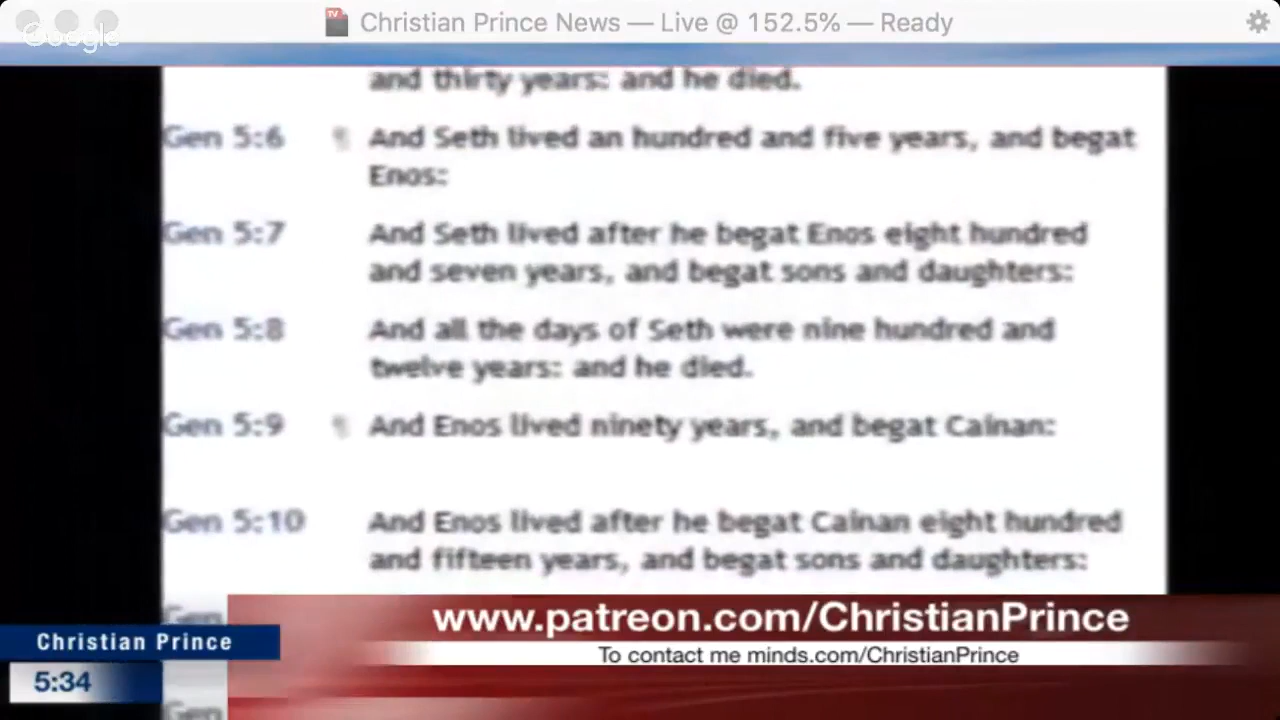 Christian Prince News — Live @ 152.5% — Ready
Google
and thirty years: and he died.
Gen 5:6 ¶ And Seth lived an hundred and five years, and begat
Enos:
Gen 5:7 And Seth lived after he begat Enos eight hundred
and seven years, and begat sons and daughters:
Gen 5:8 And all the days of Seth were nine hundred and
twelve years: and he died.
Gen 5:9 ¶ And Enos lived ninety years, and begat Cainan:
Gen 5:10 And Enos lived after he begat Cainan eight hundred
and fifteen years, and begat sons and daughters:
Gen
www.patreon.com/ChristianPrince
Christian Prince
To contact me minds.com/ChristianPrince
5:34
Gen